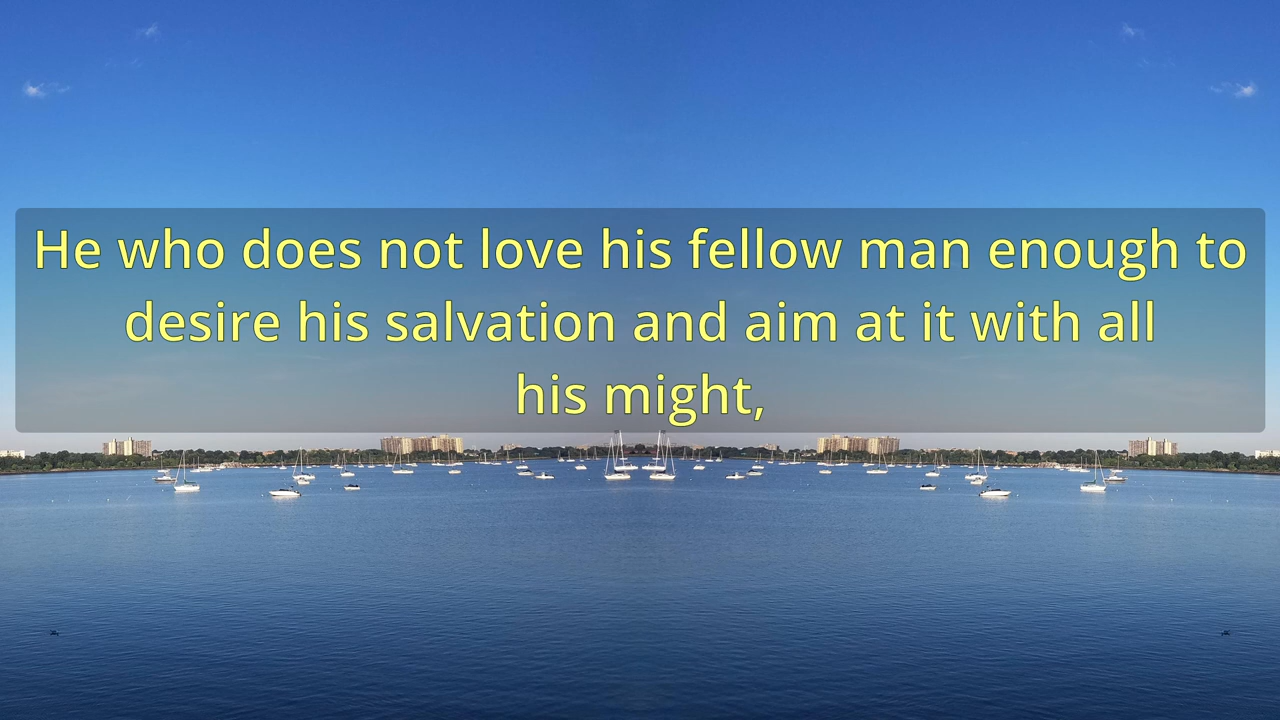 He who does not love his fellow man enough to
desire his salvation and aim at it with all
his might,